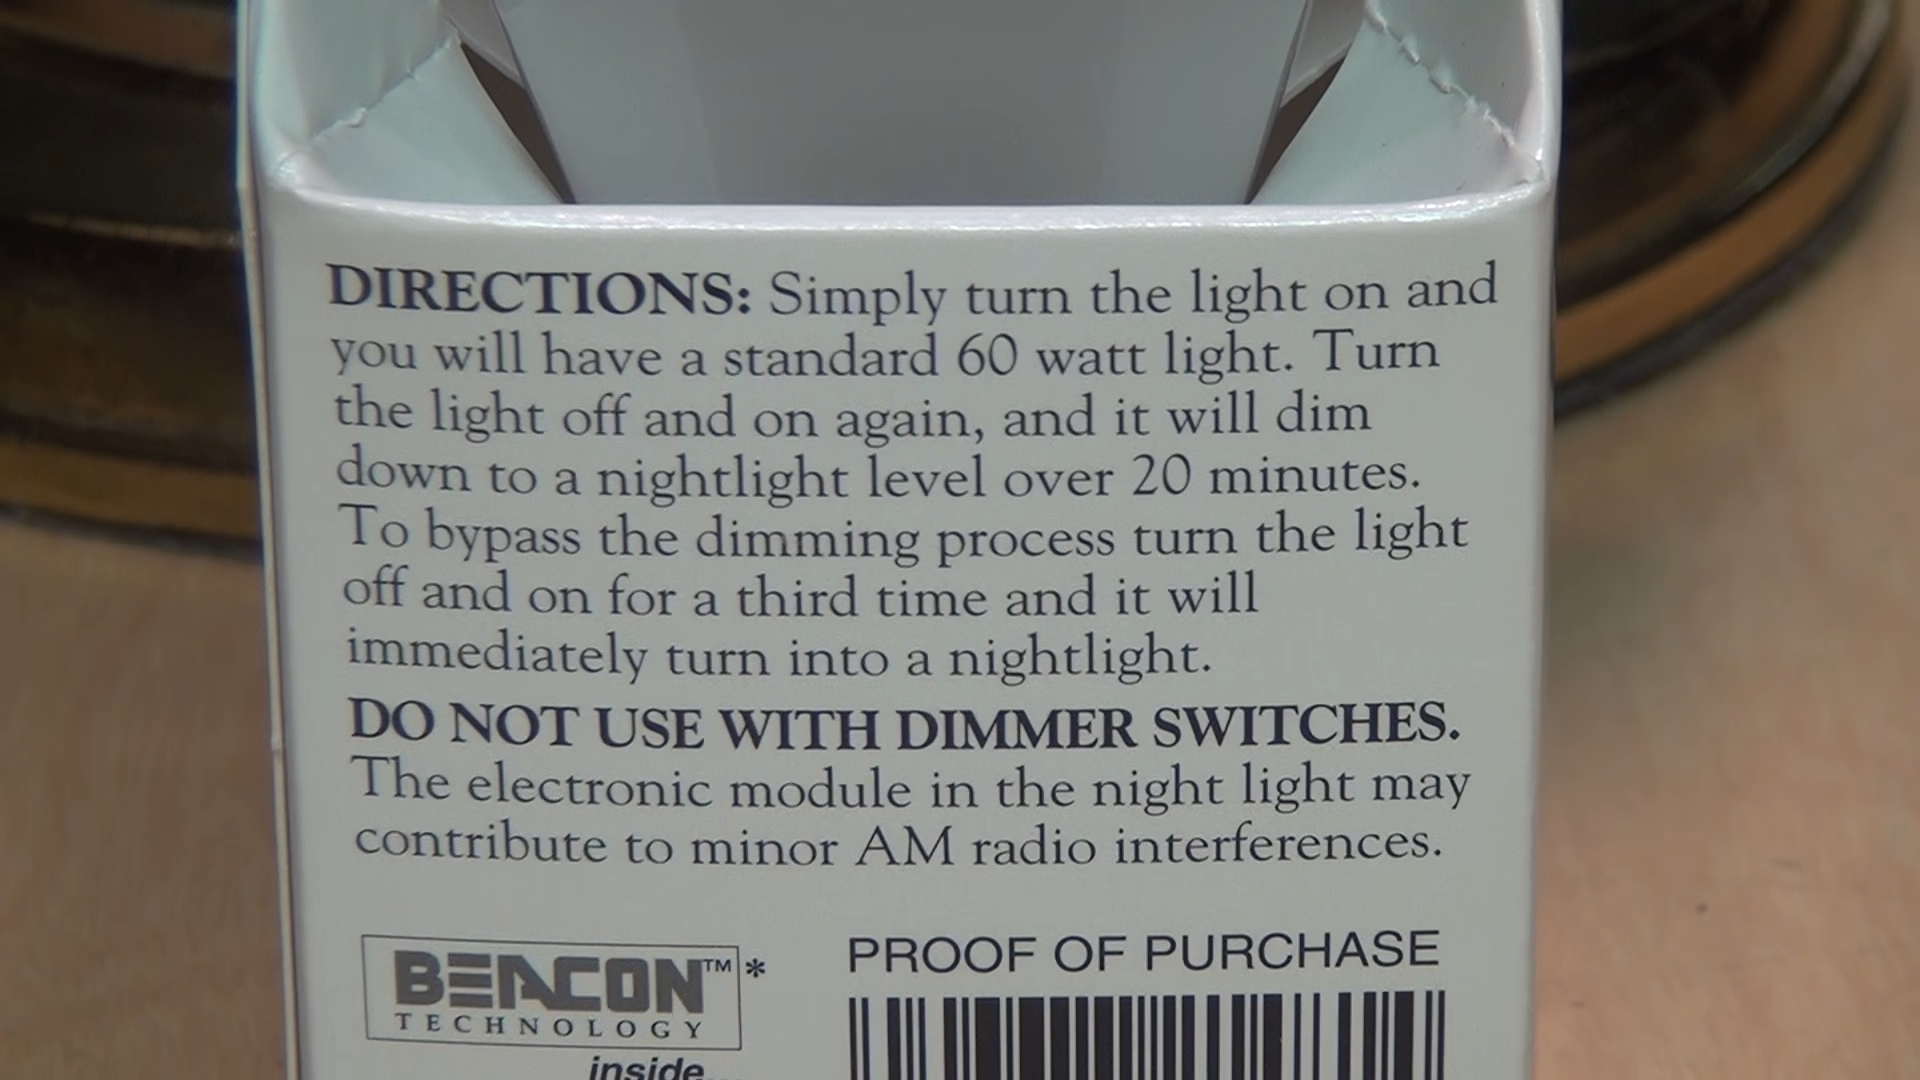 DIRECTIONS: Simply turn the light on and
you will have a standard 60 watt light. Turn
the light off and on again, and it will dim
down to a nightlight level over 20 minutes.
To bypass the dimming process turn the light
off and on for a third time and it will
immediately turn into a nightlight.
DO NOT USE WITH DIMMER SWITCHES.
The electronic module in the night light may
contribute to minor AM radio interferences.
BEACON™*
TECHNOLOGY
inside...
PROOF OF PURCHASE